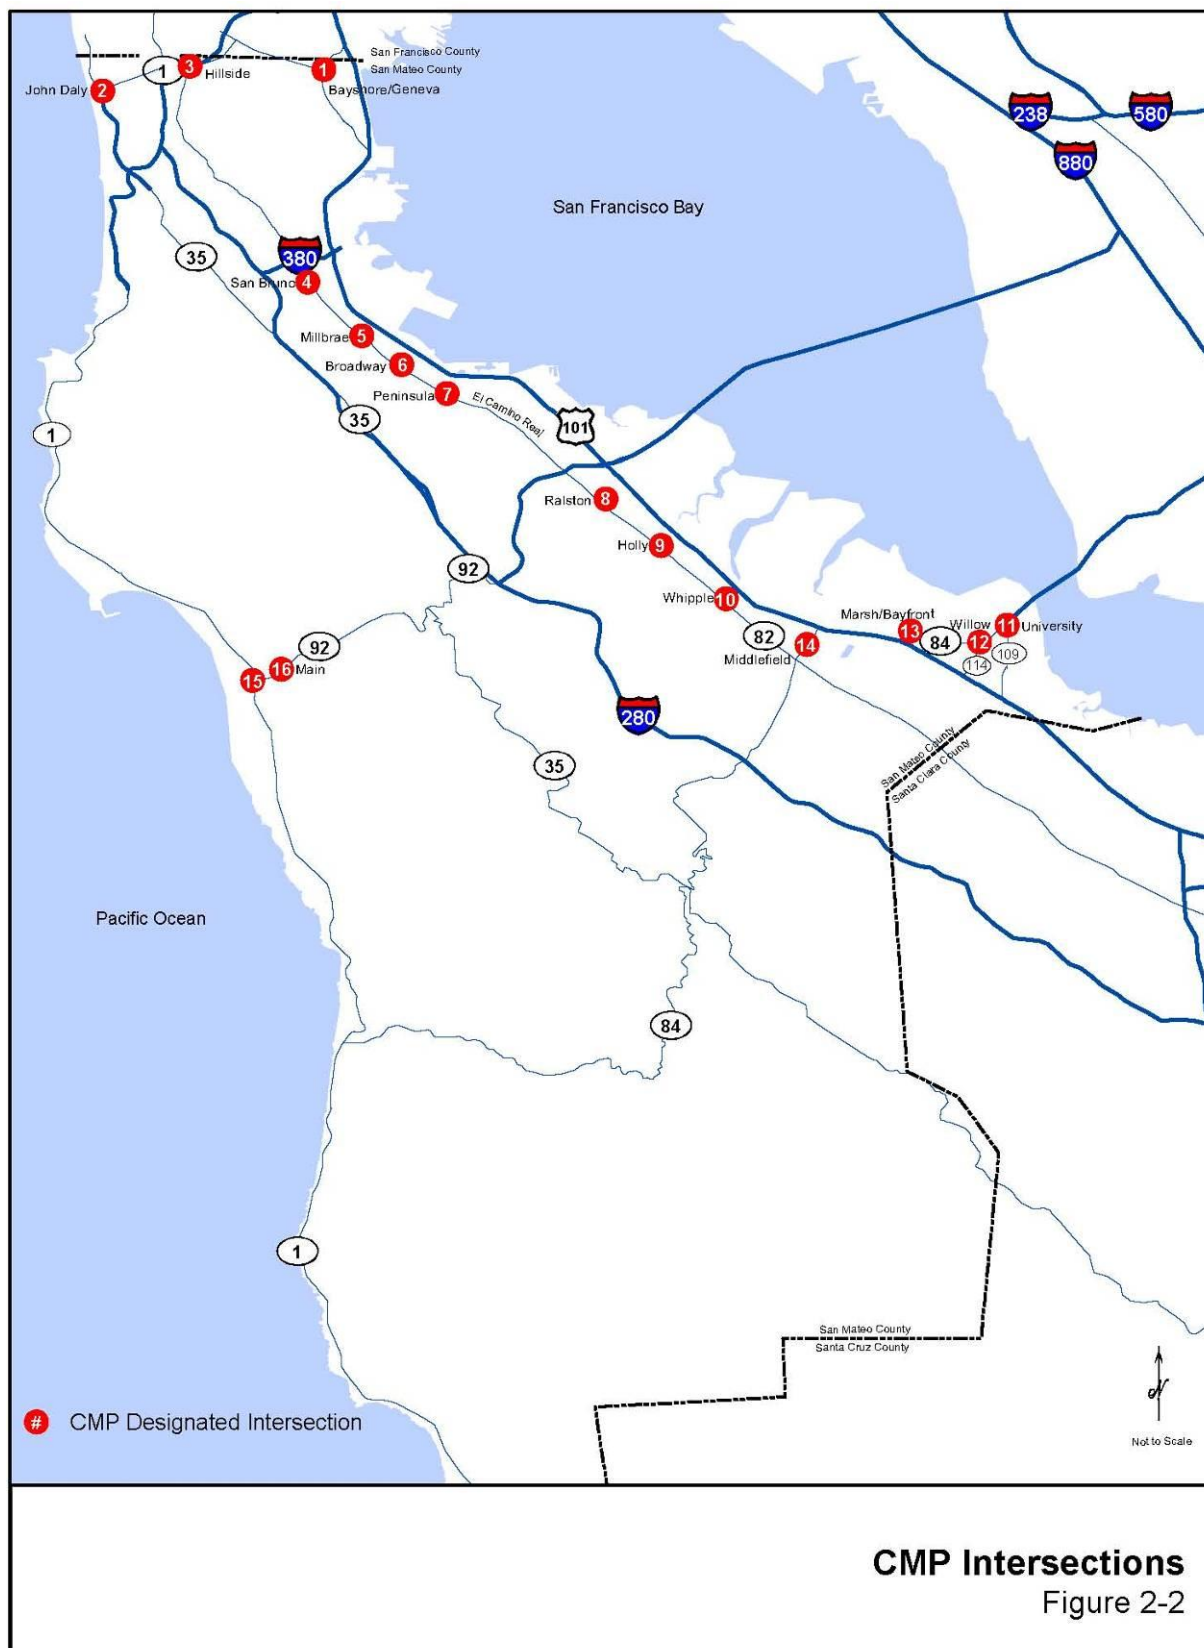 San Francisco County
San Mateo County
1
3
Hillside
1
Bayshore/Geneva
John Daly
2
238
580
880
San Francisco Bay
35
380
San Bruno
4
Millbrae
5
Broadway
6
Peninsula
7
El Camino Real
35
1
101
Ralston
8
Holly
9
92
Whipple
10
Marsh/Bayfront
13
84
Willow
12
11
University
114
109
82
14
Middlefield
92
16
Main
15
280
35
San Mateo County
Santa Clara County
Pacific Ocean
84
1
San Mateo County
Santa Cruz County
N
Not to Scale
# CMP Designated Intersection
CMP Intersections
Figure 2-2